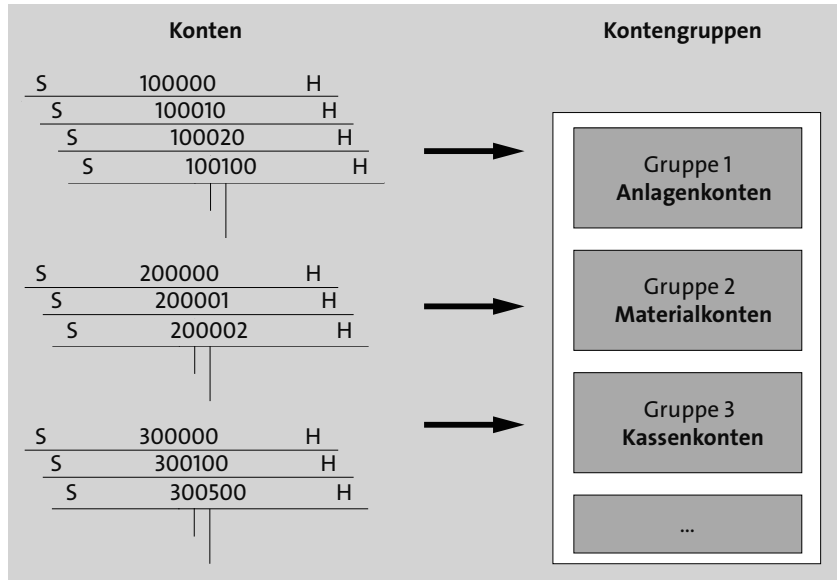 Konten
S 100000 H
S 100010 H
S 100020 H
S 100100 H
S 200000 H
S 200001 H
S 200002 H
S 300000 H
S 300100 H
S 300500 H
Kontengruppen
Gruppe 1
Anlagenkonten
Gruppe 2
Materialkonten
Gruppe 3
Kassenkonten
...